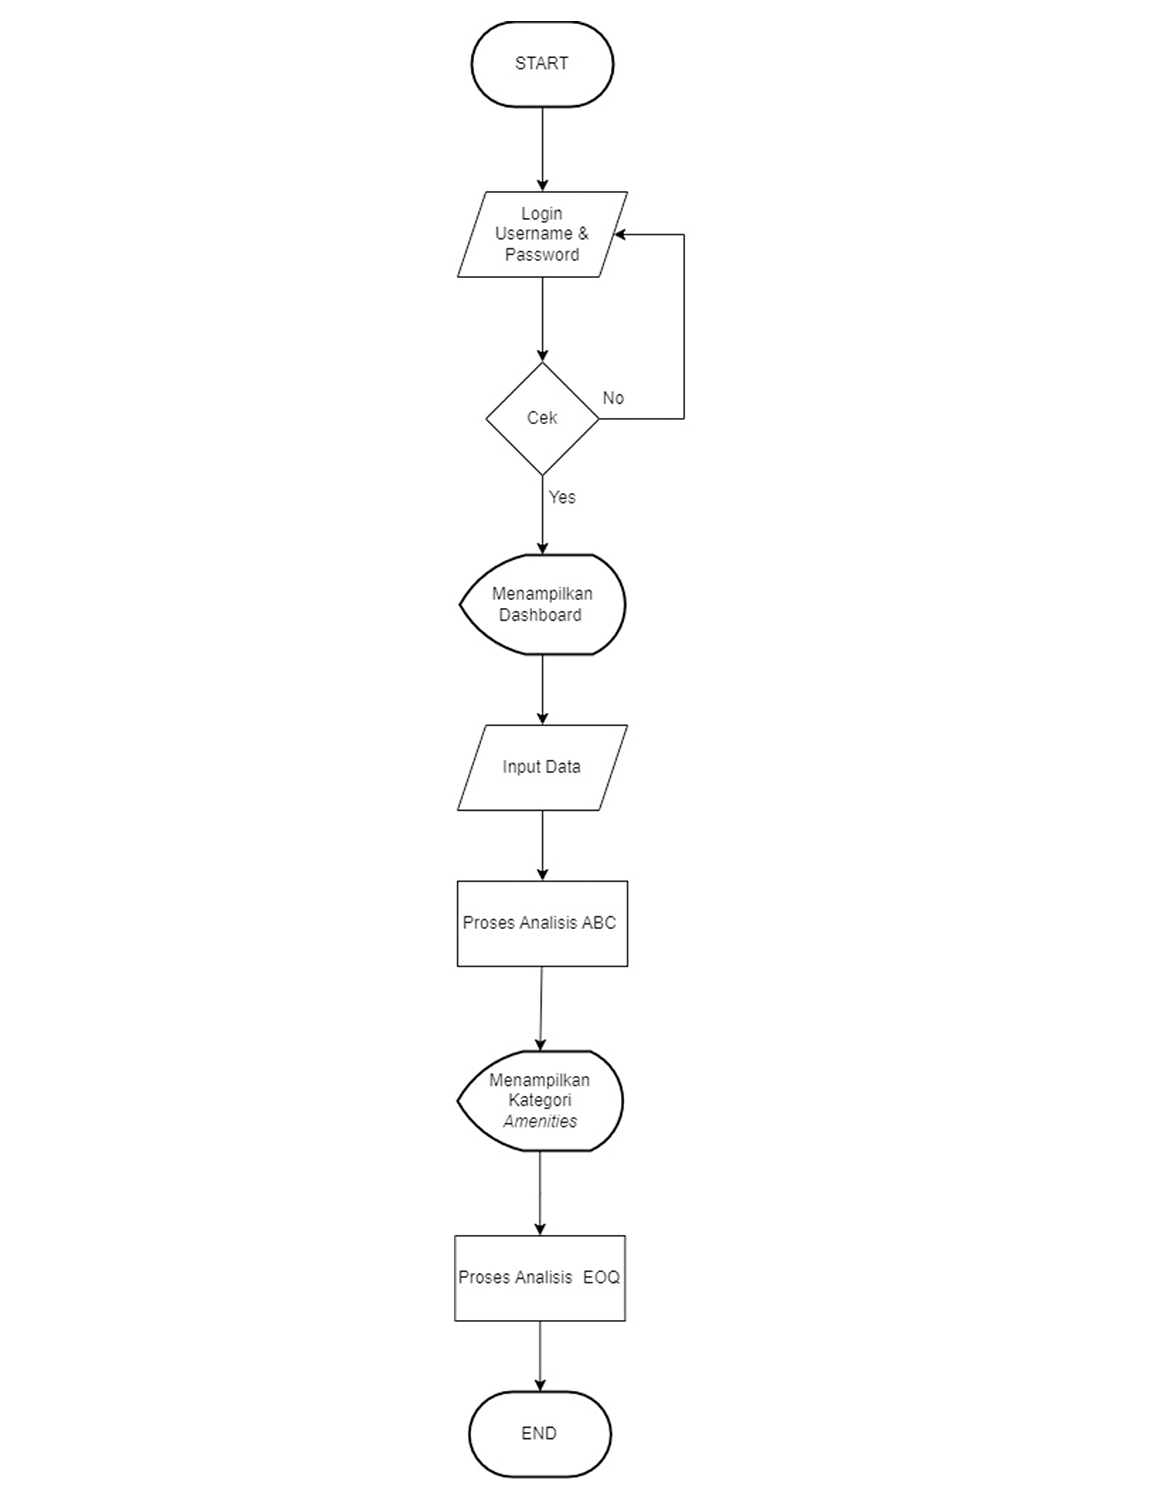 START
Login
Username &
Password
No
Cek
Yes
Menampilkan
Dashboard
Input Data
Proses Analisis ABC
Menampilkan
Kategori
Amenities
Proses Analisis  EOQ
END